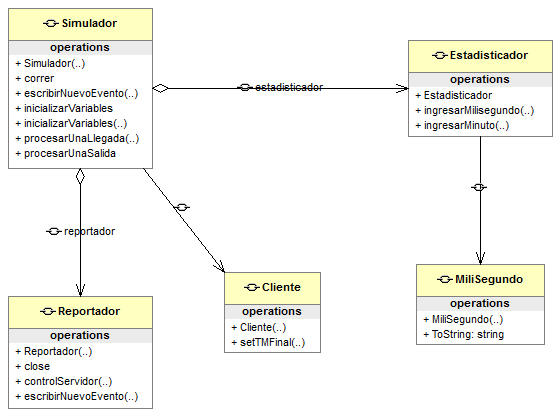 Simulador
operations
+ Simulador(..)
+ correr
+ escribirNuevoEvento(..)
+ inicializarVariables
+ inicializarVariables(..)
+ procesarUnaLlegada(..)
+ procesarUnaSalida
estadisticador
Estadisticador
operations
+ Estadisticador
+ ingresarMilisegundo(..)
+ ingresarMinuto(..)
reportador
Reportador
operations
+ Reportador(..)
+ close
+ controlServidor(..)
+ escribirNuevoEvento(..)
Cliente
operations
+ Cliente(..)
+ setTMFinal(..)
MiliSegundo
operations
+ MiliSegundo(..)
+ ToString: string